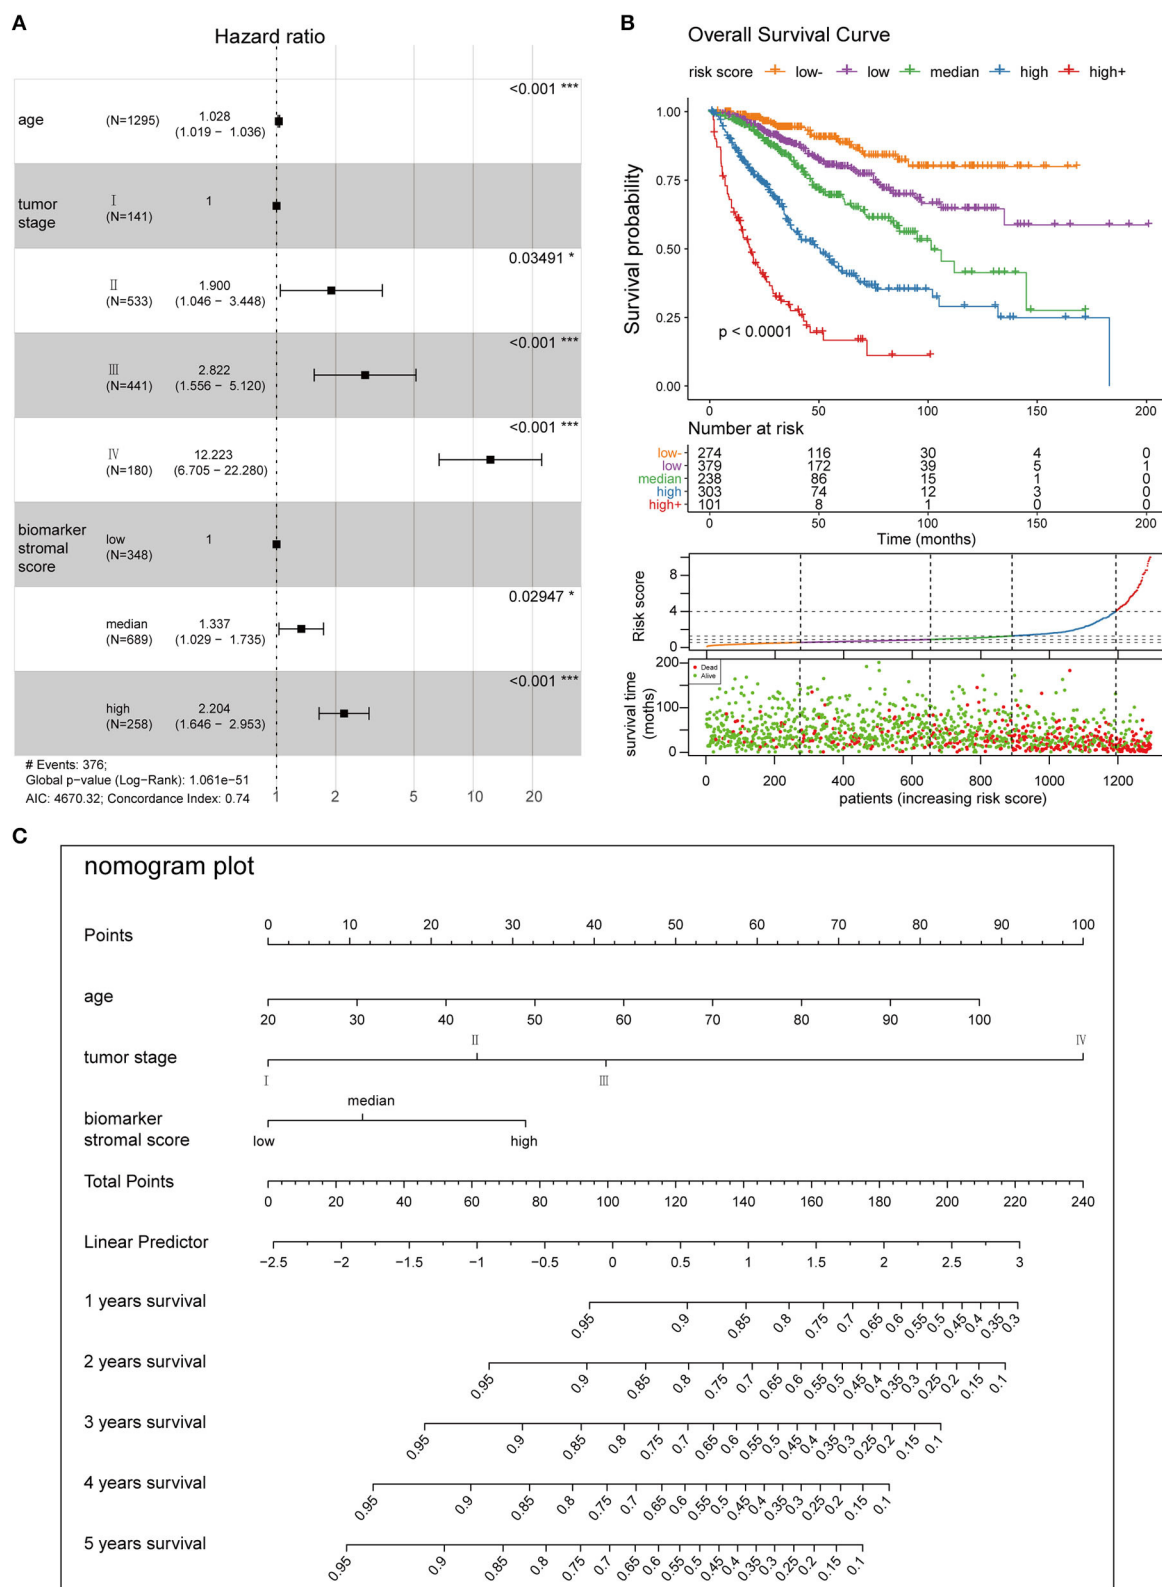 A
Hazard ratio
<0.001 ***
age
(N=1295)
1.028
(1.019 − 1.036)
tumor
stage
Ⅰ
(N=141)
1
0.03491 *
Ⅱ
(N=533)
1.900
(1.046 − 3.448)
<0.001 ***
Ⅲ
(N=441)
2.822
(1.556 − 5.120)
<0.001 ***
Ⅳ
(N=180)
12.223
(6.705 − 22.280)
biomarker
stromal
score
low
(N=348)
1
0.02947 *
median
(N=689)
1.337
(1.029 − 1.735)
<0.001 ***
high
(N=258)
2.204
(1.646 − 2.953)
# Events: 376;
Global p-value (Log-Rank): 1.061e−51
AIC: 4670.32; Concordance Index: 0.74
1 2 5 10 20
B
Overall Survival Curve
risk score low- low median high high+
Survival probability
1.00
0.75
0.50
0.25
0.00
p < 0.0001
0 50 100 150 200
Number at risk
low- 274 116 30 4 0
low 379 172 39 5 1
median 238 86 15 1 0
high 303 74 12 3 0
high+ 101 8 1 0 0
0 50 100 150 200
Time (months)
Risk score
8
4
0
survival time
(moths)
200
100
0
Dead
Alive
0 200 400 600 800 1000 1200
patients (increasing risk score)
C
nomogram plot
Points
0 10 20 30 40 50 60 70 80 90 100
age
20 30 40 50 60 70 80 90 100
tumor stage
Ⅰ Ⅱ Ⅲ Ⅳ
biomarker
stromal score
low median high
Total Points
0 20 40 60 80 100 120 140 160 180 200 220 240
Linear Predictor
−2.5 −2 −1.5 −1 −0.5 0 0.5 1 1.5 2 2.5 3
1 years survival
0.95 0.9 0.85 0.8 0.75 0.7 0.65 0.6 0.55 0.5 0.45 0.4 0.35 0.3
2 years survival
0.95 0.9 0.85 0.8 0.75 0.7 0.65 0.6 0.55 0.5 0.45 0.4 0.35 0.3 0.25 0.2 0.15 0.1
3 years survival
0.95 0.9 0.85 0.8 0.75 0.7 0.65 0.6 0.55 0.5 0.45 0.4 0.35 0.3 0.25 0.2 0.15 0.1
4 years survival
0.95 0.9 0.85 0.8 0.75 0.7 0.65 0.6 0.55 0.5 0.45 0.4 0.35 0.3 0.25 0.2 0.15 0.1
5 years survival
0.95 0.9 0.85 0.8 0.75 0.7 0.65 0.6 0.55 0.5 0.45 0.4 0.35 0.3 0.25 0.2 0.15 0.1